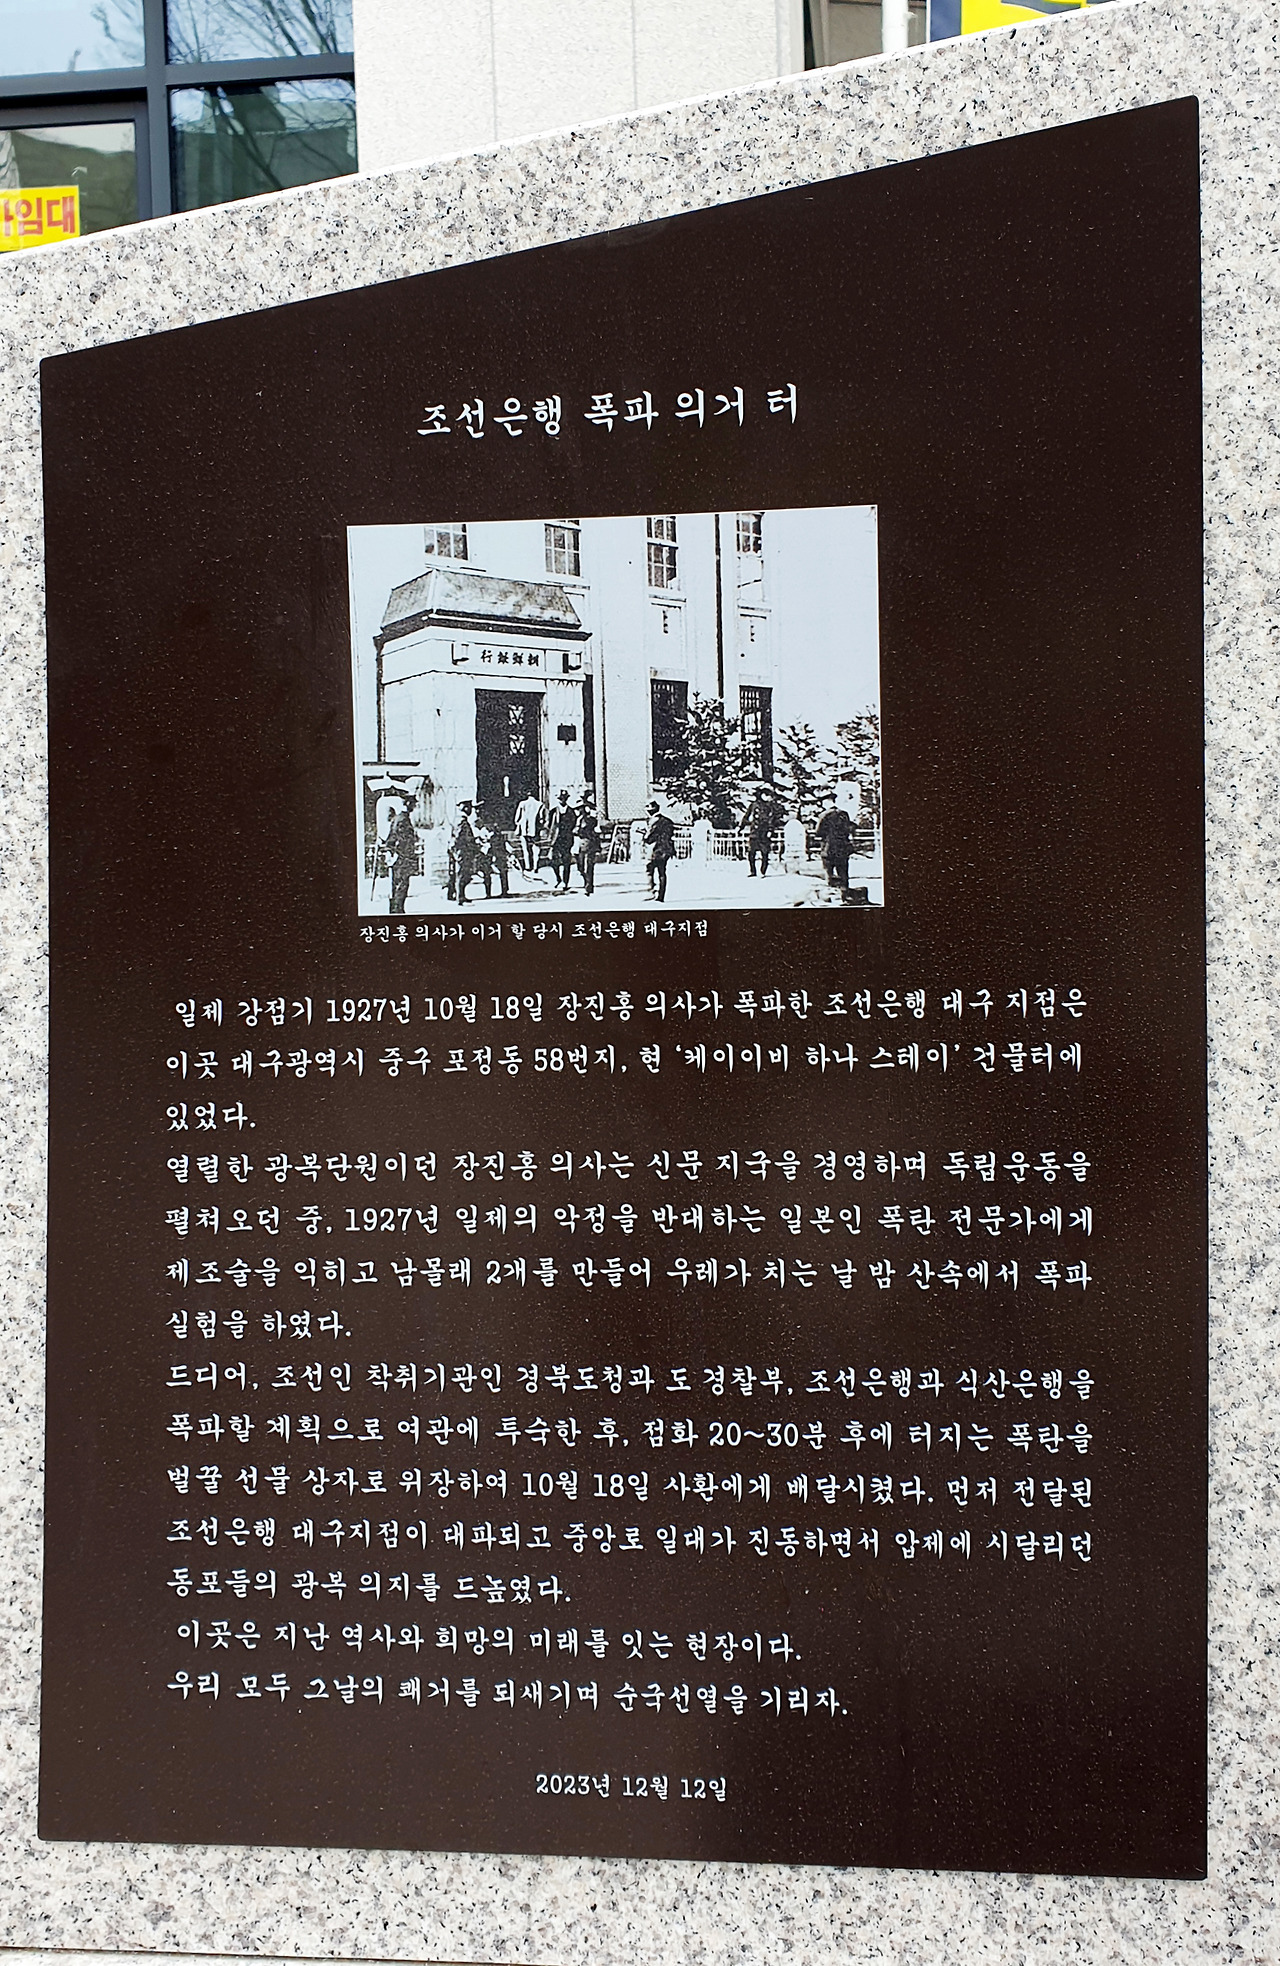 임대
조선은행 폭파 의거 터
行銀鮮朝
장진홍 의사가 이거 할 당시 조선은행 대구지점
일제 강점기 1927년 10월 18일 장진홍 의사가 폭파한 조선은행 대구 지점은
이곳 대구광역시 중구 포정동 58번지, 현 ‘케이이비 하나 스테이’ 건물터에
있었다.
열렬한 광복단원이던 장진홍 의사는 신문 지국을 경영하며 독립운동을
펼쳐오던 중, 1927년 일제의 악정을 반대하는 일본인 폭탄 전문가에게
제조술을 익히고 남몰래 2개를 만들어 우레가 치는 날 밤 산속에서 폭파
실험을 하였다.
드디어, 조선인 착취기관인 경북도청과 도 경찰부, 조선은행과 식산은행을
폭파할 계획으로 여관에 투숙한 후, 점화 20~30분 후에 터지는 폭탄을
벌꿀 선물 상자로 위장하여 10월 18일 사환에게 배달시켰다. 먼저 전달된
조선은행 대구지점이 대파되고 중앙로 일대가 진동하면서 압제에 시달리던
동포들의 광복 의지를 드높였다.
이곳은 지난 역사와 희망의 미래를 잇는 현장이다.
우리 모두 그날의 쾌거를 되새기며 순국선열을 기리자.
2023년 12월 12일